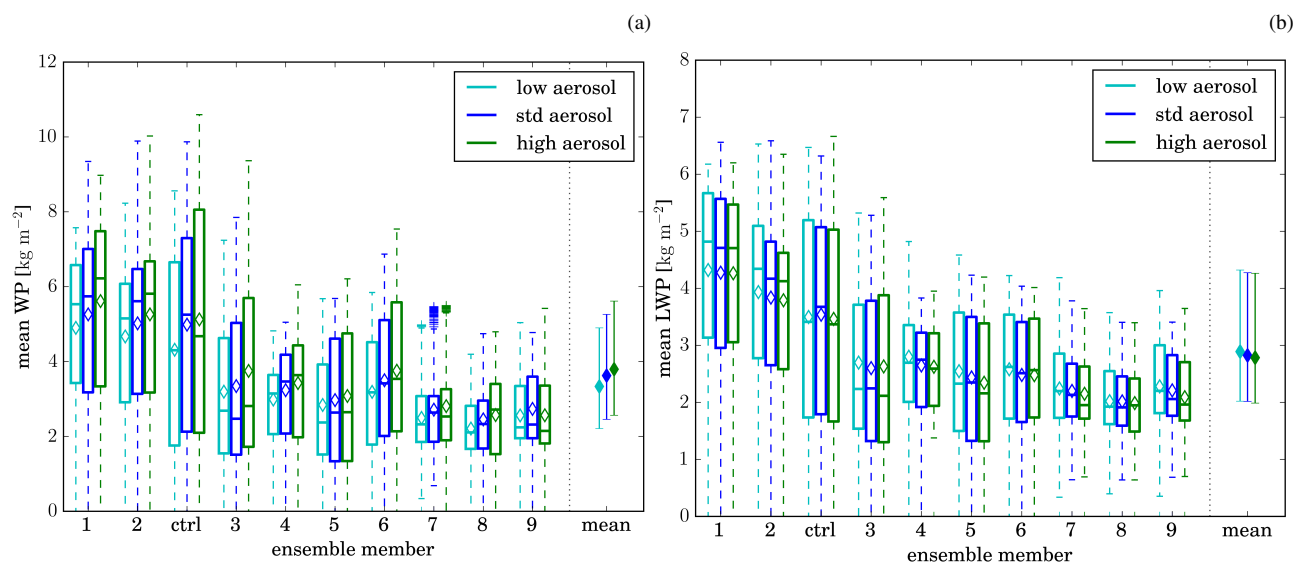 (a)
mean WP [kg m−2]
12
10
8
6
4
2
0
low aerosol
std aerosol
high aerosol
1 2 ctrl 3 4 5 6 7 8 9 mean
ensemble member
(b)
mean LWP [kg m−2]
8
7
6
5
4
3
2
1
0
low aerosol
std aerosol
high aerosol
1 2 ctrl 3 4 5 6 7 8 9 mean
ensemble member